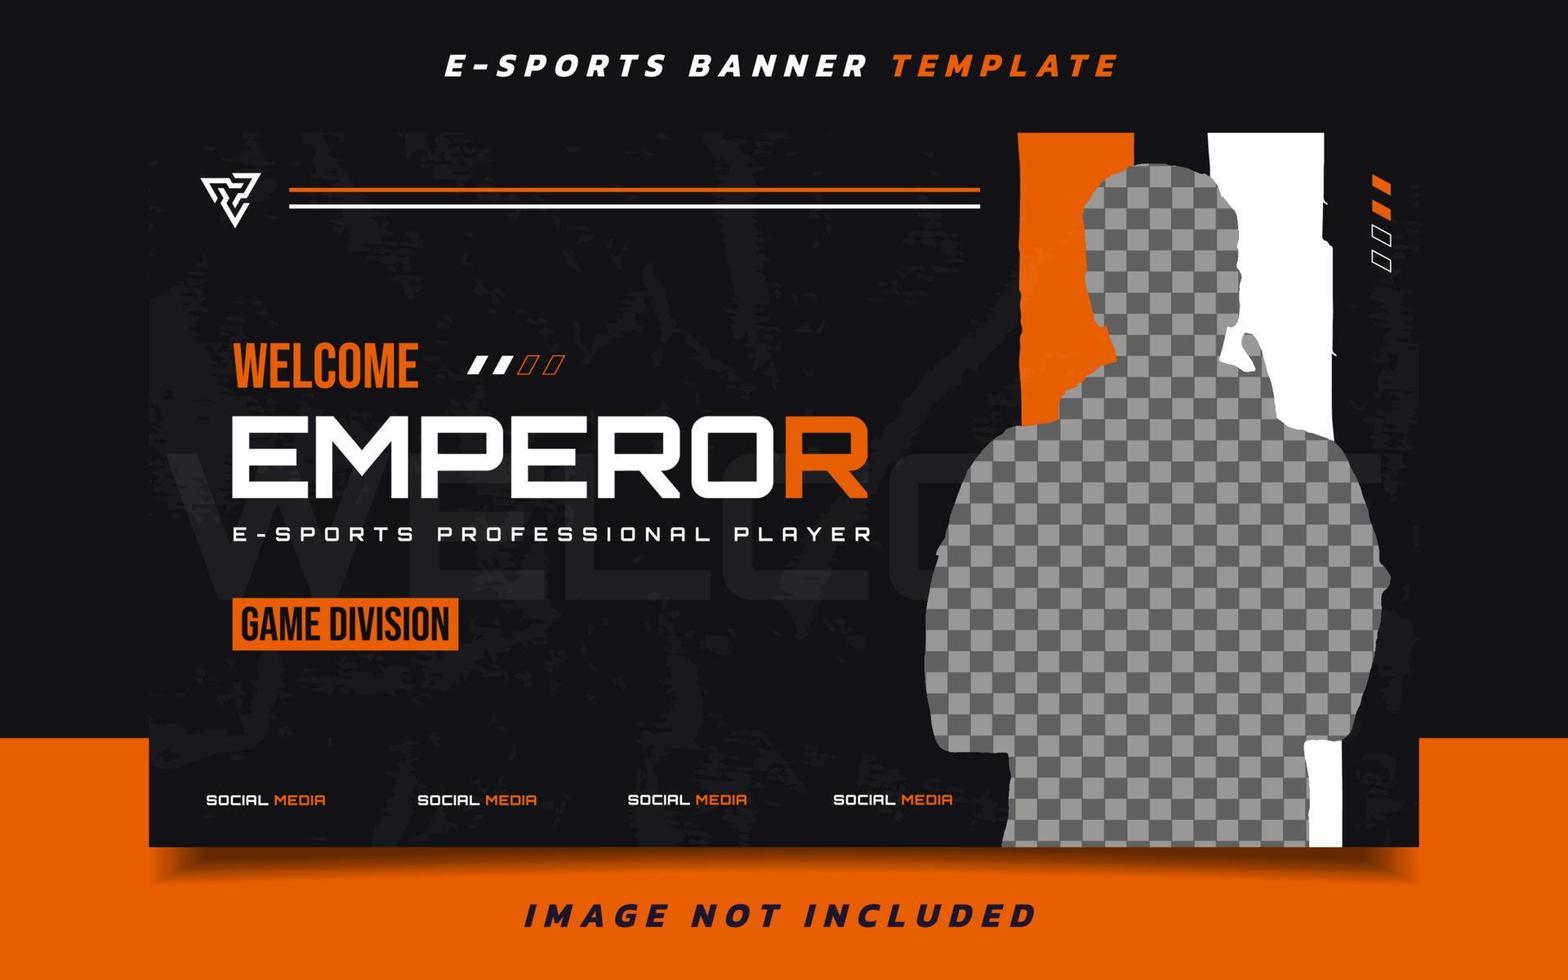 E-SPORTS BANNER TEMPLATE
WELCOME
EMPEROR
E-SPORTS PROFESSIONAL PLAYER
WELCOME
GAME DIVISION
SOCIAL MEDIA SOCIAL MEDIA SOCIAL MEDIA SOCIAL MEDIA
IMAGE NOT INCLUDED